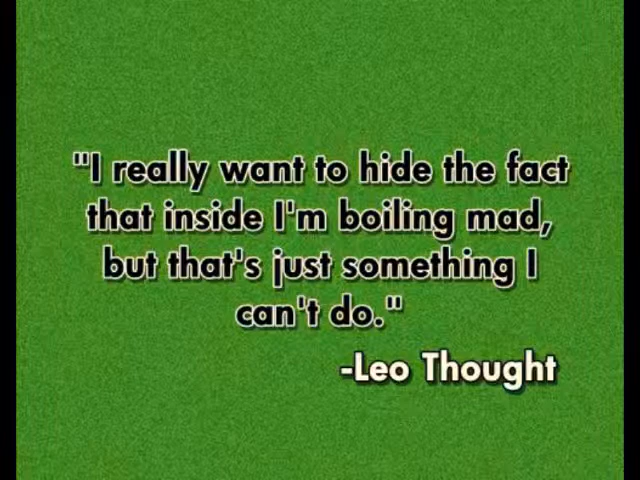 "I really want to hide the fact
that inside I'm boiling mad,
but that's just something I
can't do."
-Leo Thought